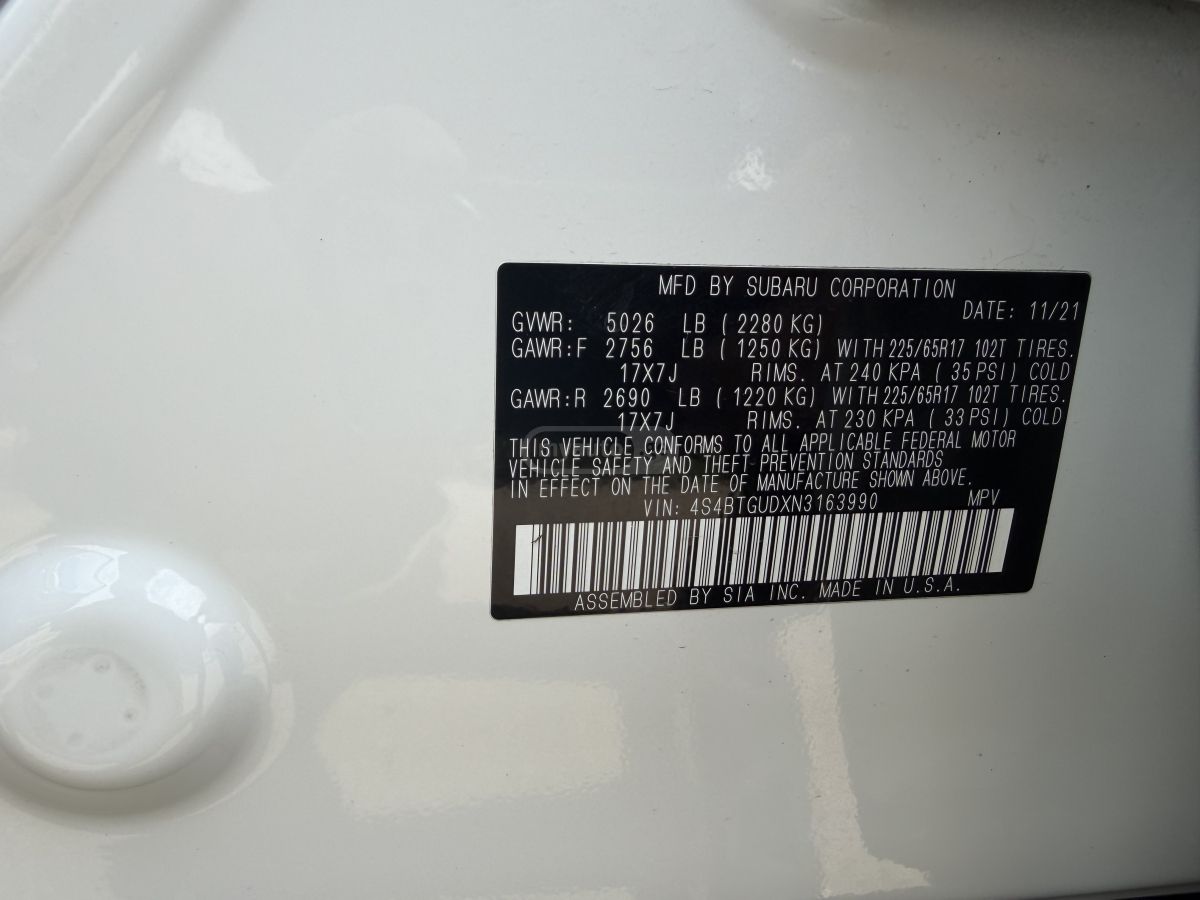 MFD BY SUBARU CORPORATION
DATE: 11/21
GVWR: 5026 LB ( 2280 KG)
GAWR:F 2756 LB ( 1250 KG) WITH 225/65R17 102T TIRES.
17X7J RIMS. AT 240 KPA ( 35 PSI) COLD
GAWR:R 2690 LB ( 1220 KG) WITH 225/65R17 102T TIRES.
17X7J RIMS. AT 230 KPA ( 33 PSI) COLD
THIS VEHICLE CONFORMS TO ALL APPLICABLE FEDERAL MOTOR
VEHICLE SAFETY AND THEFT PREVENTION STANDARDS
IN EFFECT ON THE DATE OF MANUFACTURE SHOWN ABOVE.
VIN: 4S4BTGUDXN3163990 MPV
ASSEMBLED BY SIA INC. MADE IN U.S.A.